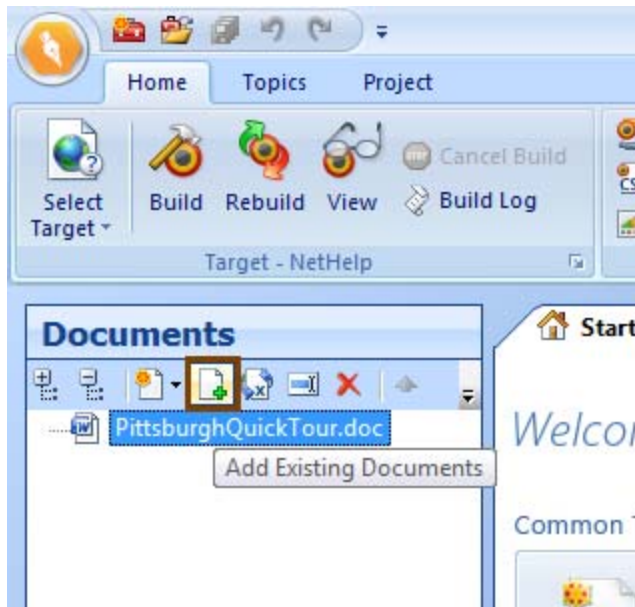 Home Topics Project
Cancel Build
Select Target
Build Rebuild View
Build Log
Target - NetHelp
Documents
Start
PittsburghQuickTour.doc
Add Existing Documents
Common